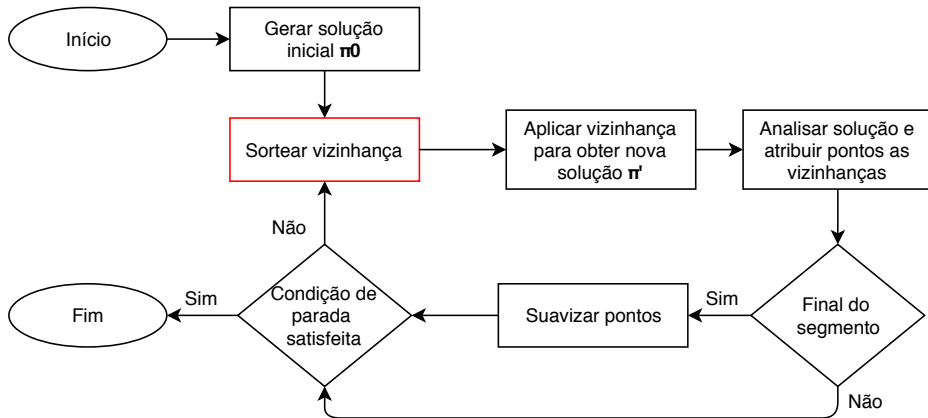 Início
Gerar solução
inicial π0
Sortear vizinhança
Aplicar vizinhança
para obter nova
solução π'
Analisar solução e
atribuir pontos as
vizinhanças
Não
Fim
Sim
Condição de
parada
satisfeita
Suavizar pontos
Sim
Final do
segmento
Não